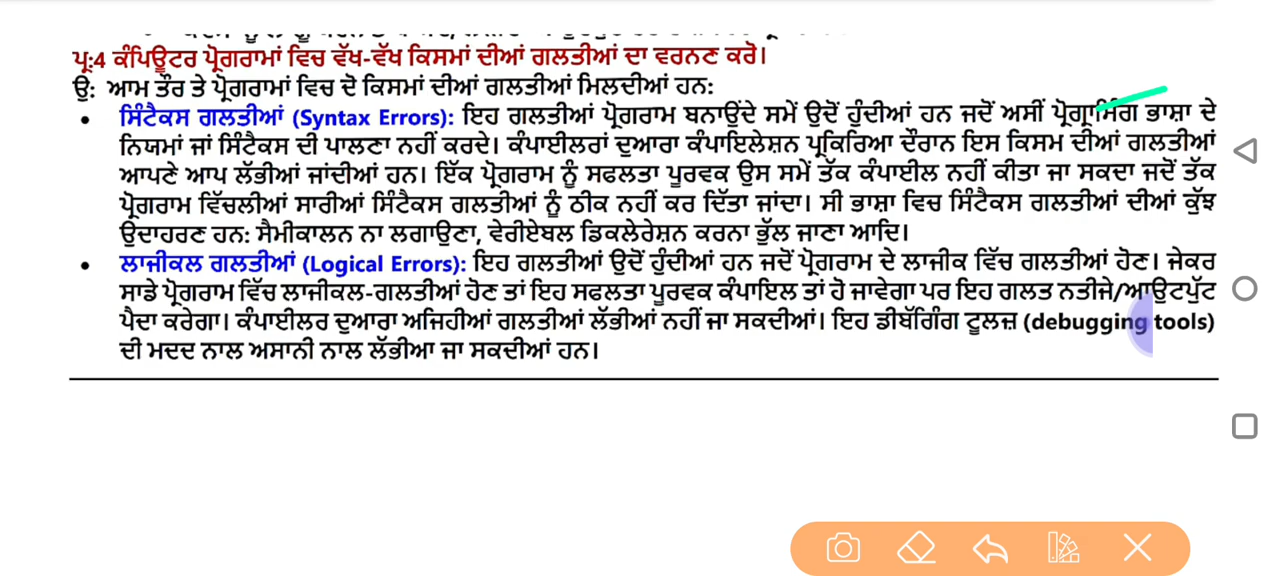 ਪ੍ਰ:4 ਕੰਪਿਊਟਰ ਪ੍ਰੋਗਰਾਮਾਂ ਵਿਚ ਵੱਖ-ਵੱਖ ਕਿਸਮਾਂ ਦੀਆਂ ਗਲਤੀਆਂ ਦਾ ਵਰਨਣ ਕਰੋ।
ਉ: ਆਮ ਤੌਰ ਤੇ ਪ੍ਰੋਗਰਾਮਾਂ ਵਿਚ ਦੋ ਕਿਸਮਾਂ ਦੀਆਂ ਗਲਤੀਆਂ ਮਿਲਦੀਆਂ ਹਨ:
• ਸਿੰਟੈਕਸ ਗਲਤੀਆਂ (Syntax Errors): ਇਹ ਗਲਤੀਆਂ ਪ੍ਰੋਗਰਾਮ ਬਨਾਉਂਦੇ ਸਮੇਂ ਉਦੋਂ ਹੁੰਦੀਆਂ ਹਨ ਜਦੋਂ ਅਸੀਂ ਪ੍ਰੋਗ੍ਰਾਮਿੰਗ ਭਾਸ਼ਾ ਦੇ
ਨਿਯਮਾਂ ਜਾਂ ਸਿੰਟੈਕਸ ਦੀ ਪਾਲਣਾ ਨਹੀਂ ਕਰਦੇ। ਕੰਪਾਈਲਰਾਂ ਦੁਆਰਾ ਕੰਪਾਇਲੇਸ਼ਨ ਪ੍ਰਕਿਰਿਆ ਦੌਰਾਨ ਇਸ ਕਿਸਮ ਦੀਆਂ ਗਲਤੀਆਂ
ਆਪਣੇ ਆਪ ਲੱਭੀਆਂ ਜਾਂਦੀਆਂ ਹਨ। ਇੱਕ ਪ੍ਰੋਗਰਾਮ ਨੂੰ ਸਫਲਤਾ ਪੂਰਵਕ ਉਸ ਸਮੇਂ ਤੱਕ ਕੰਪਾਈਲ ਨਹੀਂ ਕੀਤਾ ਜਾ ਸਕਦਾ ਜਦੋਂ ਤੱਕ
ਪ੍ਰੋਗਰਾਮ ਵਿੱਚਲੀਆਂ ਸਾਰੀਆਂ ਸਿੰਟੈਕਸ ਗਲਤੀਆਂ ਨੂੰ ਠੀਕ ਨਹੀਂ ਕਰ ਦਿੱਤਾ ਜਾਂਦਾ। ਸੀ ਭਾਸ਼ਾ ਵਿਚ ਸਿੰਟੈਕਸ ਗਲਤੀਆਂ ਦੀਆਂ ਕੁੱਝ
ਉਦਾਹਰਣ ਹਨ: ਸੈਮੀਕਾਲਨ ਨਾ ਲਗਾਉਣਾ, ਵੇਰੀਏਬਲ ਡਿਕਲੇਰੇਸ਼ਨ ਕਰਨਾ ਭੁੱਲ ਜਾਣਾ ਆਦਿ।
• ਲਾਜੀਕਲ ਗਲਤੀਆਂ (Logical Errors): ਇਹ ਗਲਤੀਆਂ ਉਦੋਂ ਹੁੰਦੀਆਂ ਹਨ ਜਦੋਂ ਪ੍ਰੋਗਰਾਮ ਦੇ ਲਾਜੀਕ ਵਿੱਚ ਗਲਤੀਆਂ ਹੋਣ। ਜੇਕਰ
ਸਾਡੇ ਪ੍ਰੋਗਰਾਮ ਵਿੱਚ ਲਾਜੀਕਲ-ਗਲਤੀਆਂ ਹੋਣ ਤਾਂ ਇਹ ਸਫਲਤਾ ਪੂਰਵਕ ਕੰਪਾਇਲ ਤਾਂ ਹੋ ਜਾਵੇਗਾ ਪਰ ਇਹ ਗਲਤ ਨਤੀਜੇ/ਆਉਟਪੁੱਟ
ਪੈਦਾ ਕਰੇਗਾ। ਕੰਪਾਈਲਰ ਦੁਆਰਾ ਅਜਿਹੀਆਂ ਗਲਤੀਆਂ ਲੱਭੀਆਂ ਨਹੀਂ ਜਾ ਸਕਦੀਆਂ। ਇਹ ਡੀਬੱਗਿੰਗ ਟੂਲਜ਼ (debugging tools)
ਦੀ ਮਦਦ ਨਾਲ ਅਸਾਨੀ ਨਾਲ ਲੱਭੀਆ ਜਾ ਸਕਦੀਆਂ ਹਨ।